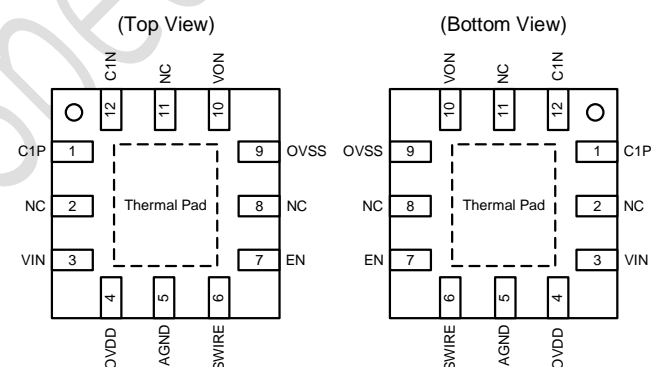 (Top View)
C1N
NC
VON
12
11
10
C1P
1
9
OVSS
NC
2
Thermal Pad
8
NC
VIN
3
7
EN
4
5
6
OVDD
AGND
SWIRE
(Bottom View)
VON
NC
C1N
10
11
12
OVSS
9
1
C1P
NC
8
Thermal Pad
2
NC
EN
7
3
VIN
6
5
4
SWIRE
AGND
OVDD